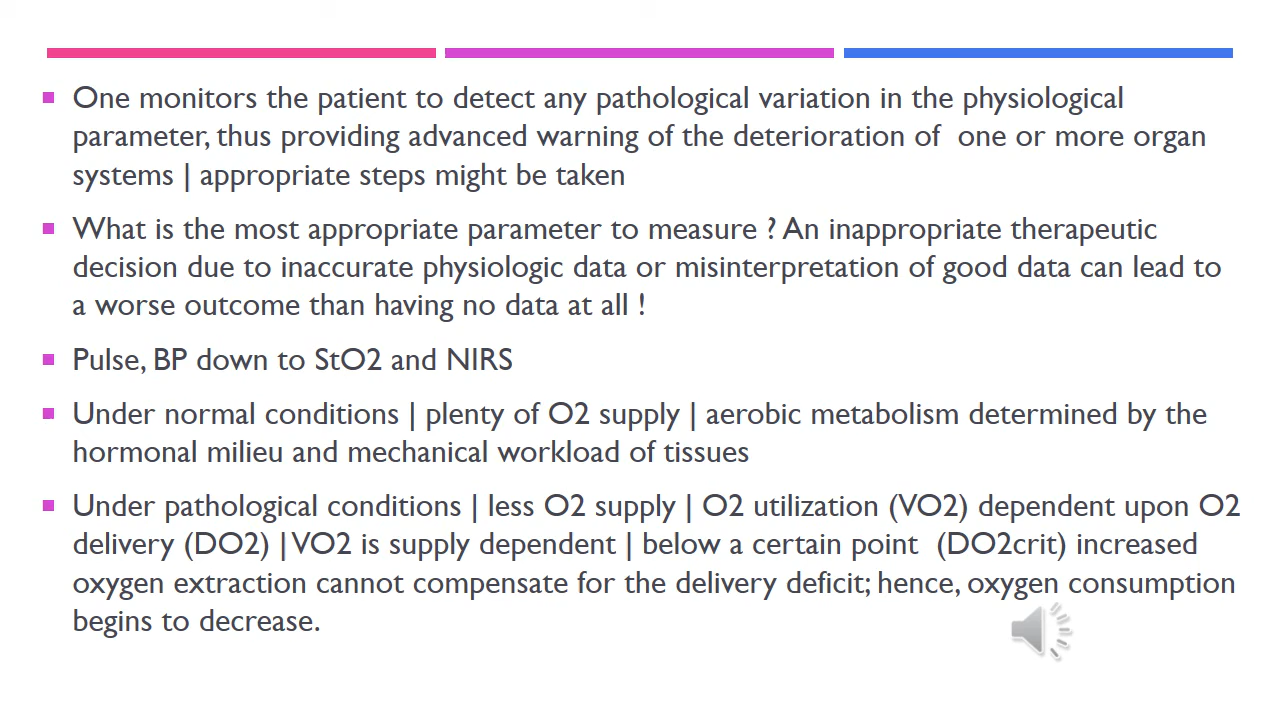 One monitors the patient to detect any pathological variation in the physiological
parameter, thus providing advanced warning of the deterioration of  one or more organ
systems | appropriate steps might be taken
What is the most appropriate parameter to measure ? An inappropriate therapeutic
decision due to inaccurate physiologic data or misinterpretation of good data can lead to
a worse outcome than having no data at all !
Pulse, BP down to StO2 and NIRS
Under normal conditions | plenty of O2 supply | aerobic metabolism determined by the
hormonal milieu and mechanical workload of tissues
Under pathological conditions | less O2 supply | O2 utilization (VO2) dependent upon O2
delivery (DO2) | VO2 is supply dependent | below a certain point  (DO2crit) increased
oxygen extraction cannot compensate for the delivery deficit; hence, oxygen consumption
begins to decrease.